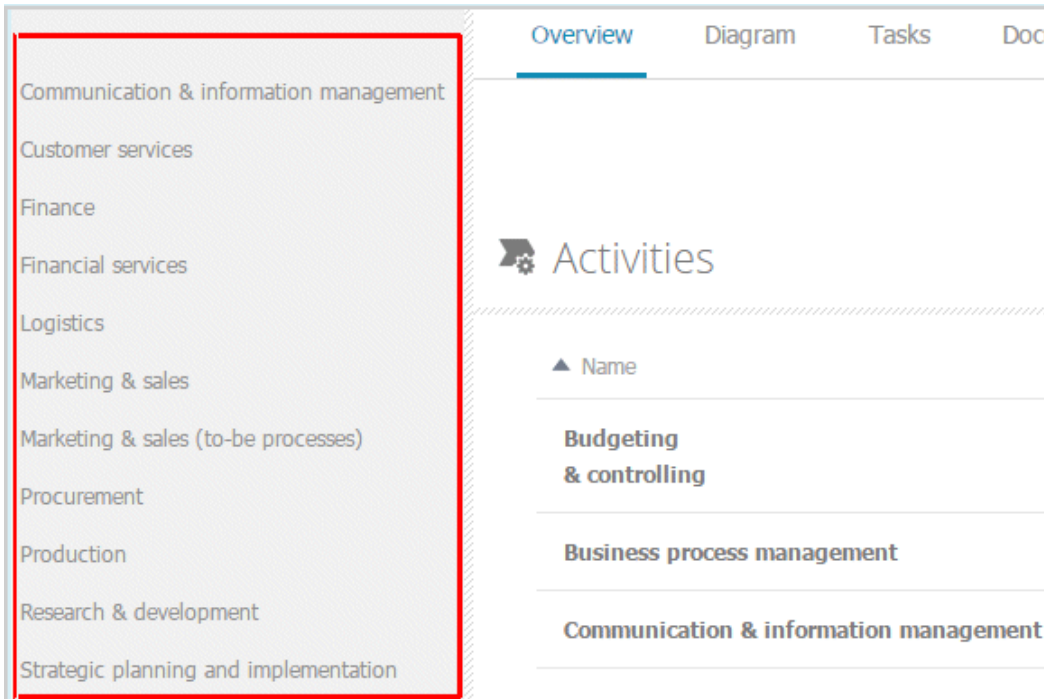 Communication & information management
Customer services
Finance
Financial services
Logistics
Marketing & sales
Marketing & sales (to-be processes)
Procurement
Production
Research & development
Strategic planning and implementation
Overview Diagram Tasks Doc
Activities
Name
Budgeting
& controlling
Business process management
Communication & information management